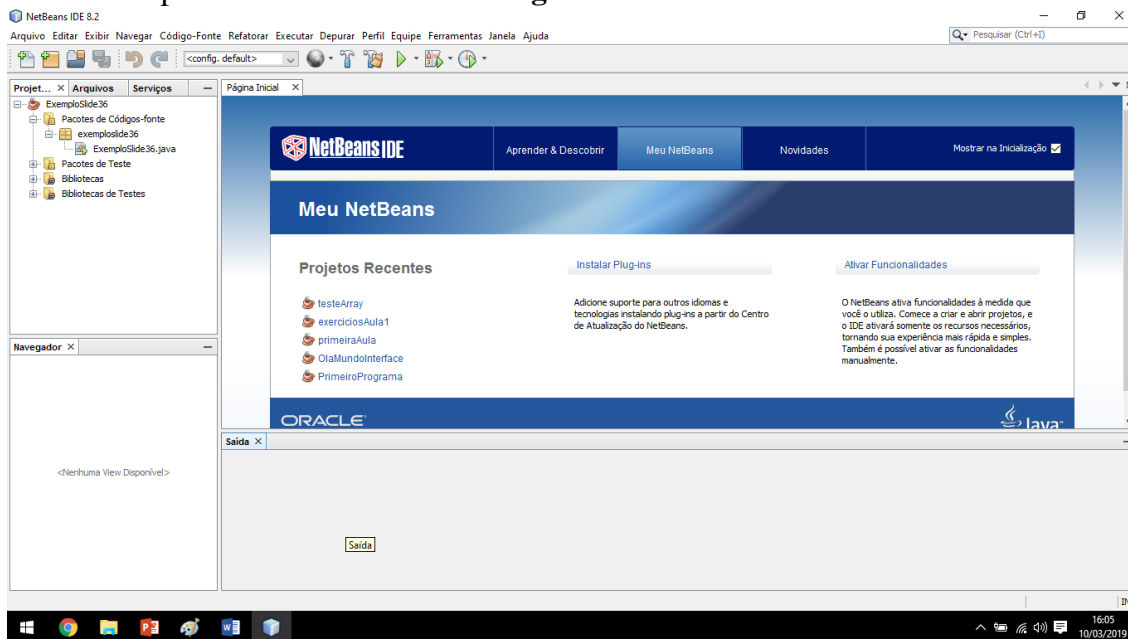 NetBeans IDE 8.2
Arquivo Editar Exibir Navegar Código-Fonte Refatorar Executar Depurar Perfil Equipe Ferramentas Janela Ajuda
Pesquisar (Ctrl+I)
<config. default>
Projet... Arquivos Serviços
ExemploSlide36
Pacotes de Códigos-fonte
exemploslide36
ExemploSlide36.java
Pacotes de Teste
Bibliotecas
Bibliotecas de Testes
Navegador
<Nenhuma View Disponível>
Página Inicial
NetBeans IDE
Aprender & Descobrir
Meu NetBeans
Novidades
Mostrar na Inicialização
Meu NetBeans
Projetos Recentes
testeArray
exerciciosAula1
primeiraAula
OlaMundoInterface
PrimeiroPrograma
Instalar Plug-ins
Adicione suporte para outros idiomas e
tecnologias instalando plug-ins a partir do Centro
de Atualização do NetBeans.
Ativar Funcionalidades
O NetBeans ativa funcionalidades à medida que
você o utiliza. Comece a criar e abrir projetos, e
o IDE ativará somente os recursos necessários,
tornando sua experiência mais rápida e simples.
Também é possível ativar as funcionalidades
manualmente.
ORACLE
Java
Saída
Saída
16:05
10/03/2019